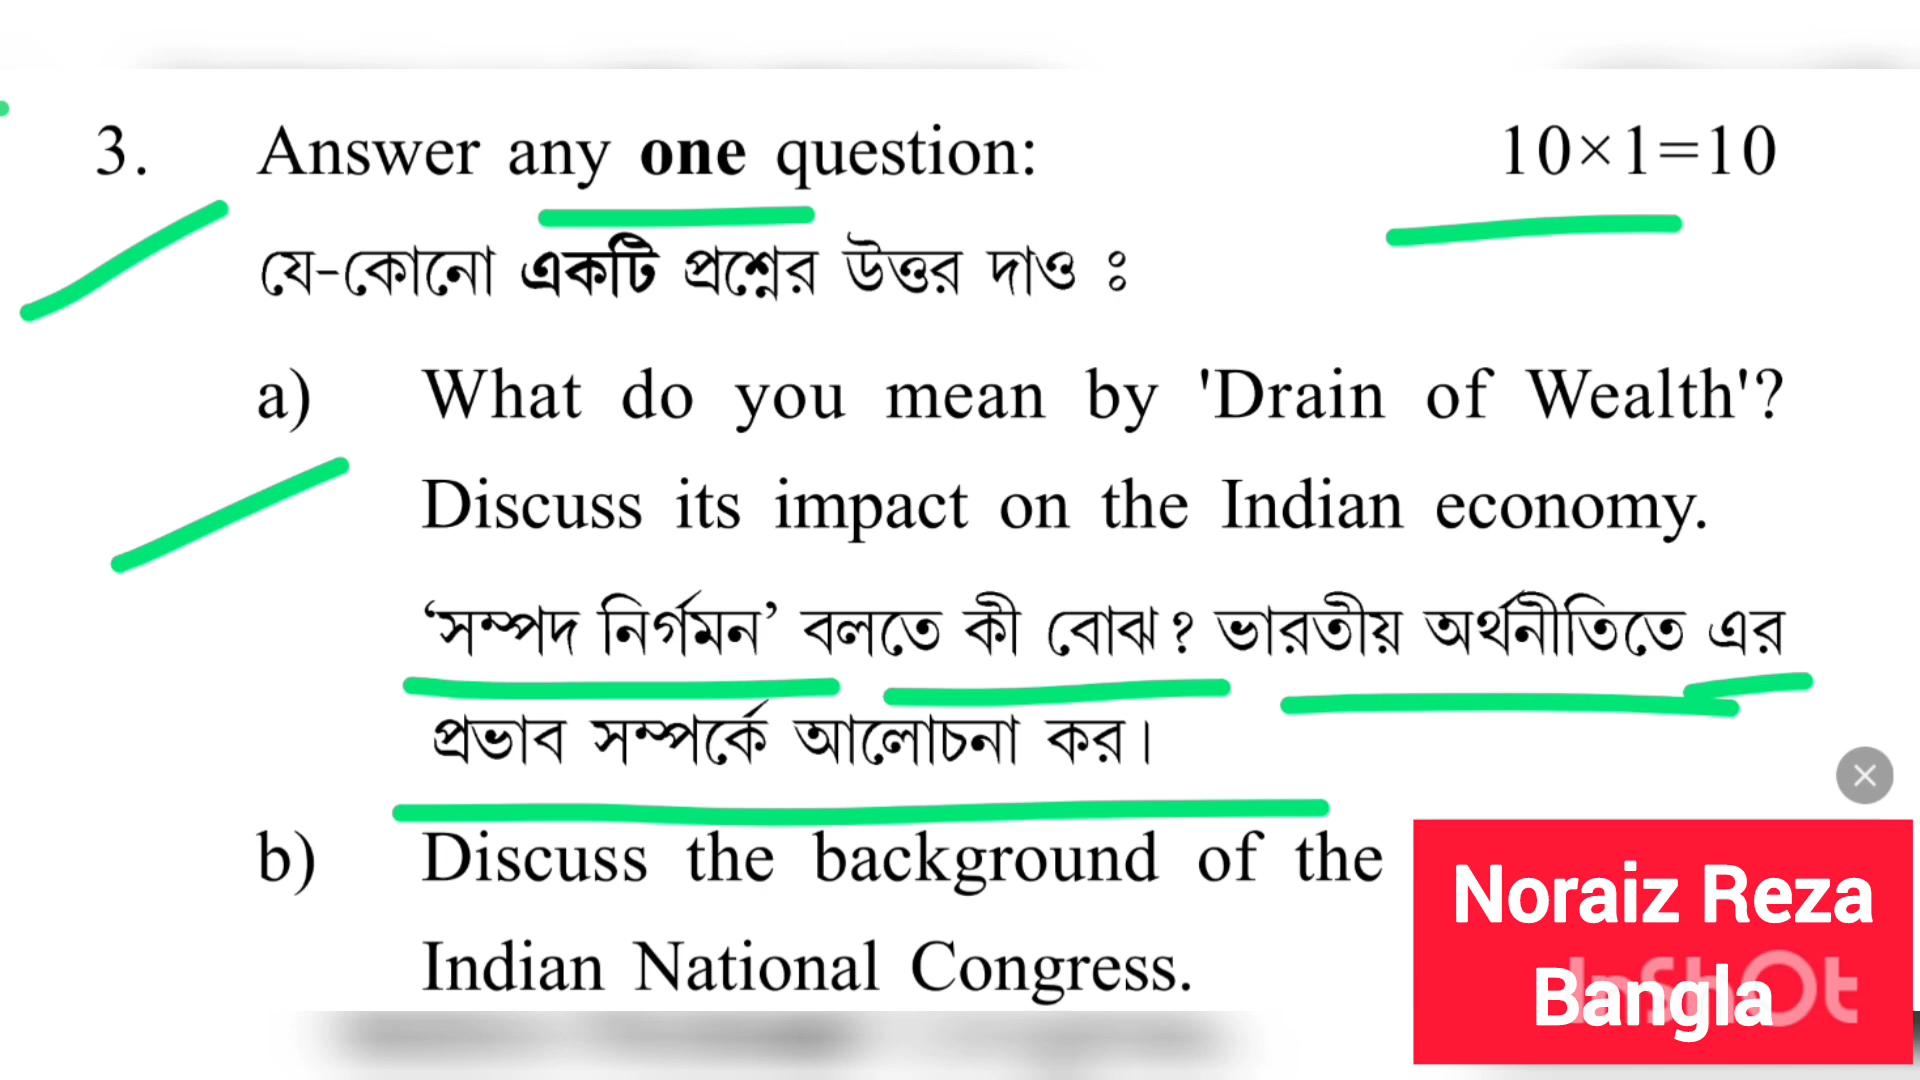 3. Answer any one question: 10×1=10
যে-কোনো একটি প্রশ্নের উত্তর দাও ঃ
a) What do you mean by 'Drain of Wealth'?
Discuss its impact on the Indian economy.
‘সম্পদ নির্গমন’ বলতে কী বোঝ? ভারতীয় অর্থনীতিতে এর
প্রভাব সম্পর্কে আলোচনা কর।
b) Discuss the background of the
Indian National Congress.
Noraiz Reza
Bangla
InShOt